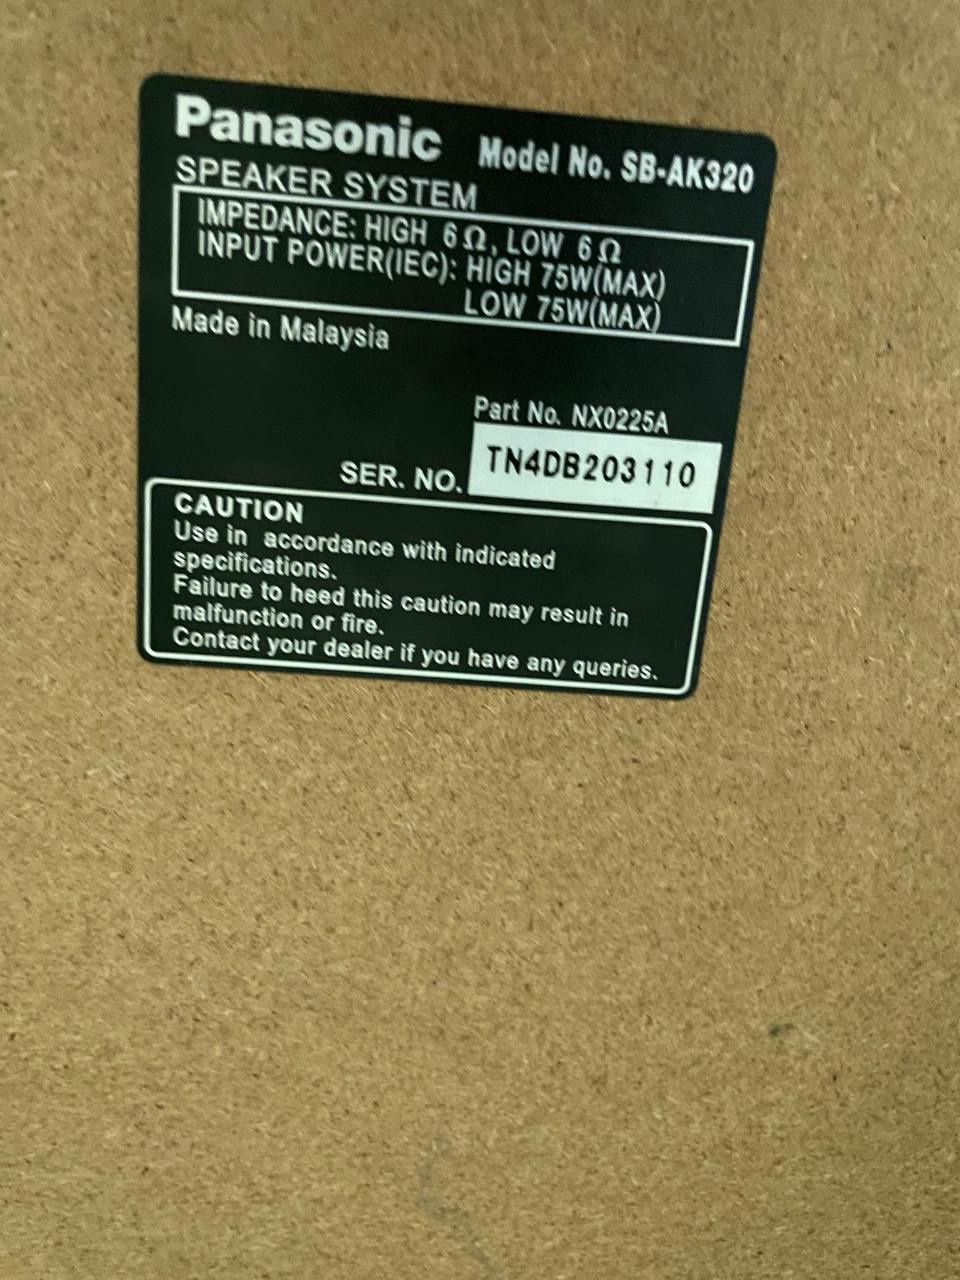 Panasonic Model No. SB-AK320
SPEAKER SYSTEM
IMPEDANCE: HIGH 6Ω, LOW 6Ω
INPUT POWER(IEC): HIGH 75W(MAX)
LOW 75W(MAX)
Made in Malaysia
Part No. NX0225A
SER. NO. TN4DB203110
CAUTION
Use in accordance with indicated
specifications.
Failure to heed this caution may result in
malfunction or fire.
Contact your dealer if you have any queries.